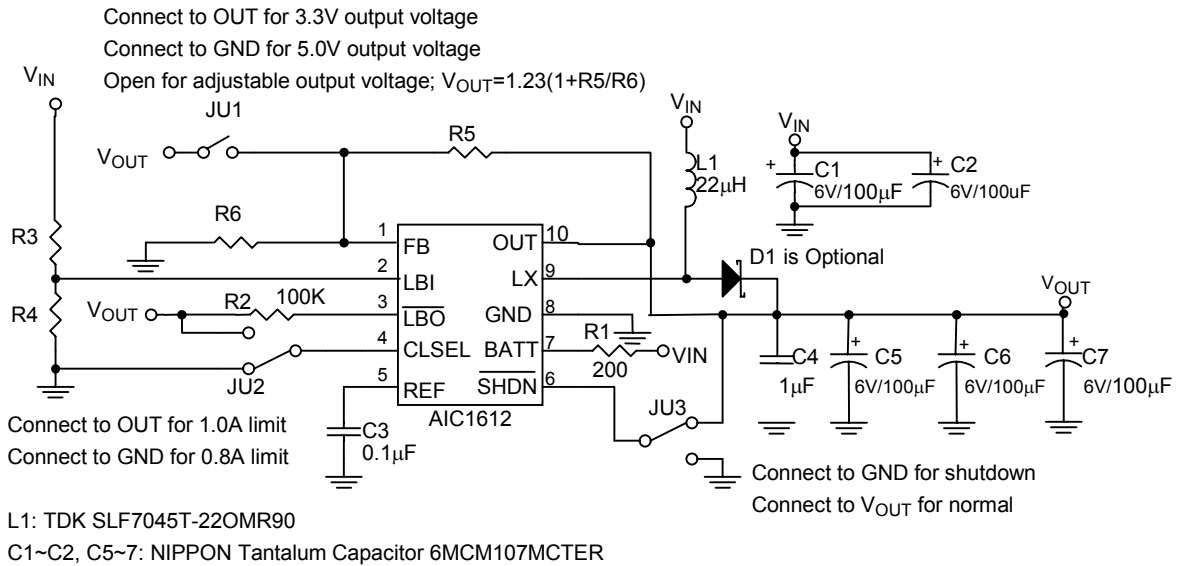 Connect to OUT for 3.3V output voltage
Connect to GND for 5.0V output voltage
Open for adjustable output voltage; VOUT=1.23(1+R5/R6)
VIN
JU1
VOUT
R5
R6
VIN
L1
22μH
VIN
+
C1
6V/100μF
+
C2
6V/100uF
R3
R4
1
FB
2
LBI
3
LBO
4
CLSEL
5
REF
OUT
10
LX
9
GND
8
BATT
7
SHDN
6
AIC1612
D1 is Optional
VOUT
R2
100K
VOUT
R1
200
VIN
JU2
JU3
C3
0.1μF
C4
1μF
+
C5
6V/100μF
+
C6
6V/100μF
+
C7
6V/100μF
Connect to OUT for 1.0A limit
Connect to GND for 0.8A limit
Connect to GND for shutdown
Connect to VOUT for normal
L1: TDK SLF7045T-22OMR90
C1~C2, C5~7: NIPPON Tantalum Capacitor 6MCM107MCTER